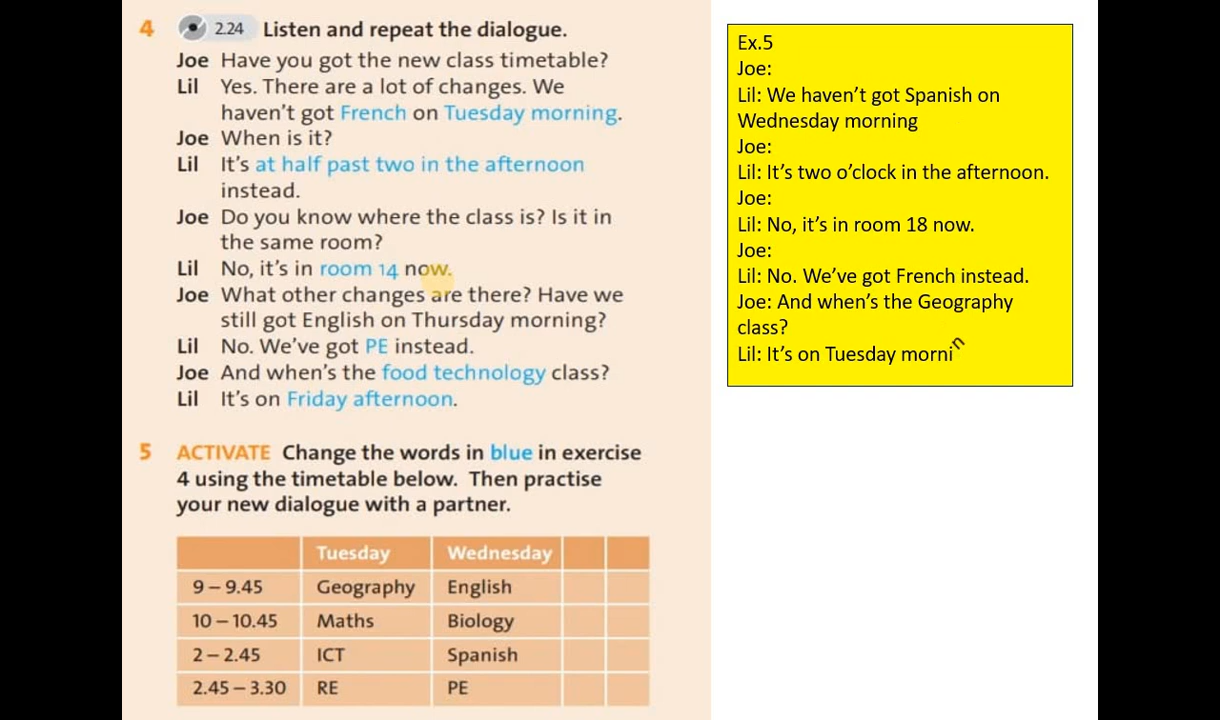 4 2.24 Listen and repeat the dialogue.
Joe Have you got the new class timetable?
Lil Yes. There are a lot of changes. We
haven't got French on Tuesday morning.
Joe When is it?
Lil It's at half past two in the afternoon
instead.
Joe Do you know where the class is? Is it in
the same room?
Lil No, it's in room 14 now.
Joe What other changes are there? Have we
still got English on Thursday morning?
Lil No. We've got PE instead.
Joe And when's the food technology class?
Lil It's on Friday afternoon.
5 ACTIVATE Change the words in blue in exercise
4 using the timetable below. Then practise
your new dialogue with a partner.
Tuesday Wednesday
9 – 9.45 Geography English
10 – 10.45 Maths Biology
2 – 2.45 ICT Spanish
2.45 – 3.30 RE PE
Ex.5
Joe:
Lil: We haven't got Spanish on
Wednesday morning
Joe:
Lil: It's two o'clock in the afternoon.
Joe:
Lil: No, it's in room 18 now.
Joe:
Lil: No. We've got French instead.
Joe: And when's the Geography
class?
Lil: It's on Tuesday mornin